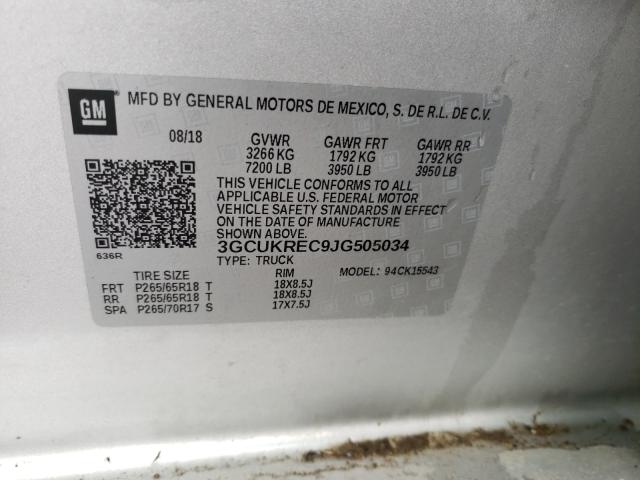 GM
MFD BY GENERAL MOTORS DE MEXICO, S. DE R.L. DE C.V.
08/18 GVWR GAWR FRT GAWR RR
3266 KG 1792 KG 1792 KG
7200 LB 3950 LB 3950 LB
THIS VEHICLE CONFORMS TO ALL
APPLICABLE U.S. FEDERAL MOTOR
VEHICLE SAFETY STANDARDS IN EFFECT
ON THE DATE OF MANUFACTURE
SHOWN ABOVE.
636R 3GCUKREC9JG505034
TYPE: TRUCK MODEL: 94CK15543
TIRE SIZE RIM
FRT P265/65R18 T 18X8.5J
RR P265/65R18 T 18X8.5J
SPA P265/70R17 S 17X7.5J